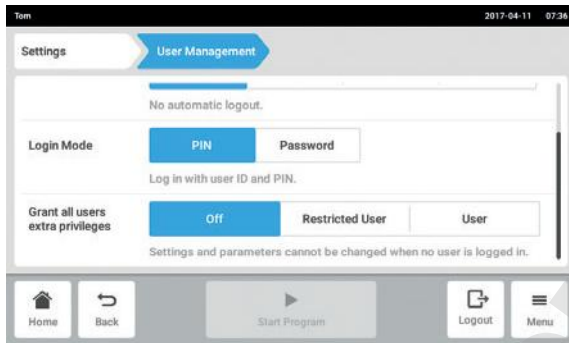 Tom 2017-04-11 07:36
Settings User Management
No automatic logout.
Login Mode PIN Password
Log in with user ID and PIN.
Grant all users
extra privileges Off Restricted User User
Settings and parameters cannot be changed when no user is logged in.
Home Back Start Program Logout Menu